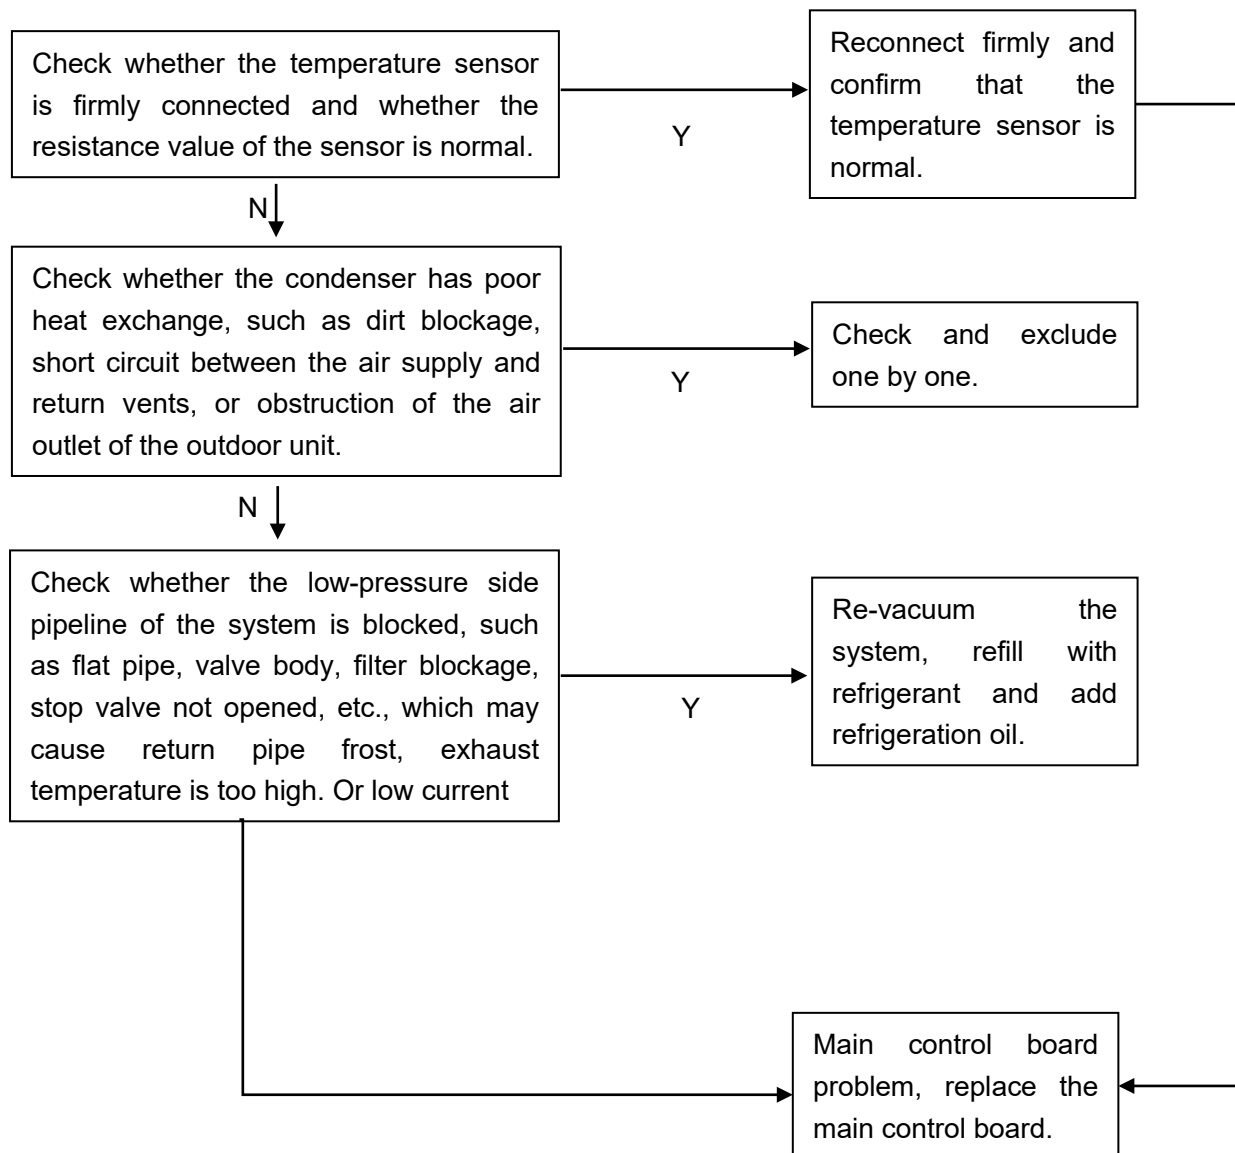 Check whether the temperature sensor
is firmly connected and whether the
resistance value of the sensor is normal.
Y
Reconnect firmly and
confirm that the
temperature sensor is
normal.
N
Check whether the condenser has poor
heat exchange, such as dirt blockage,
short circuit between the air supply and
return vents, or obstruction of the air
outlet of the outdoor unit.
Y
Check and exclude
one by one.
N
Check whether the low-pressure side
pipeline of the system is blocked, such
as flat pipe, valve body, filter blockage,
stop valve not opened, etc., which may
cause return pipe frost, exhaust
temperature is too high. Or low current
Y
Re-vacuum the
system, refill with
refrigerant and add
refrigeration oil.
Main control board
problem, replace the
main control board.